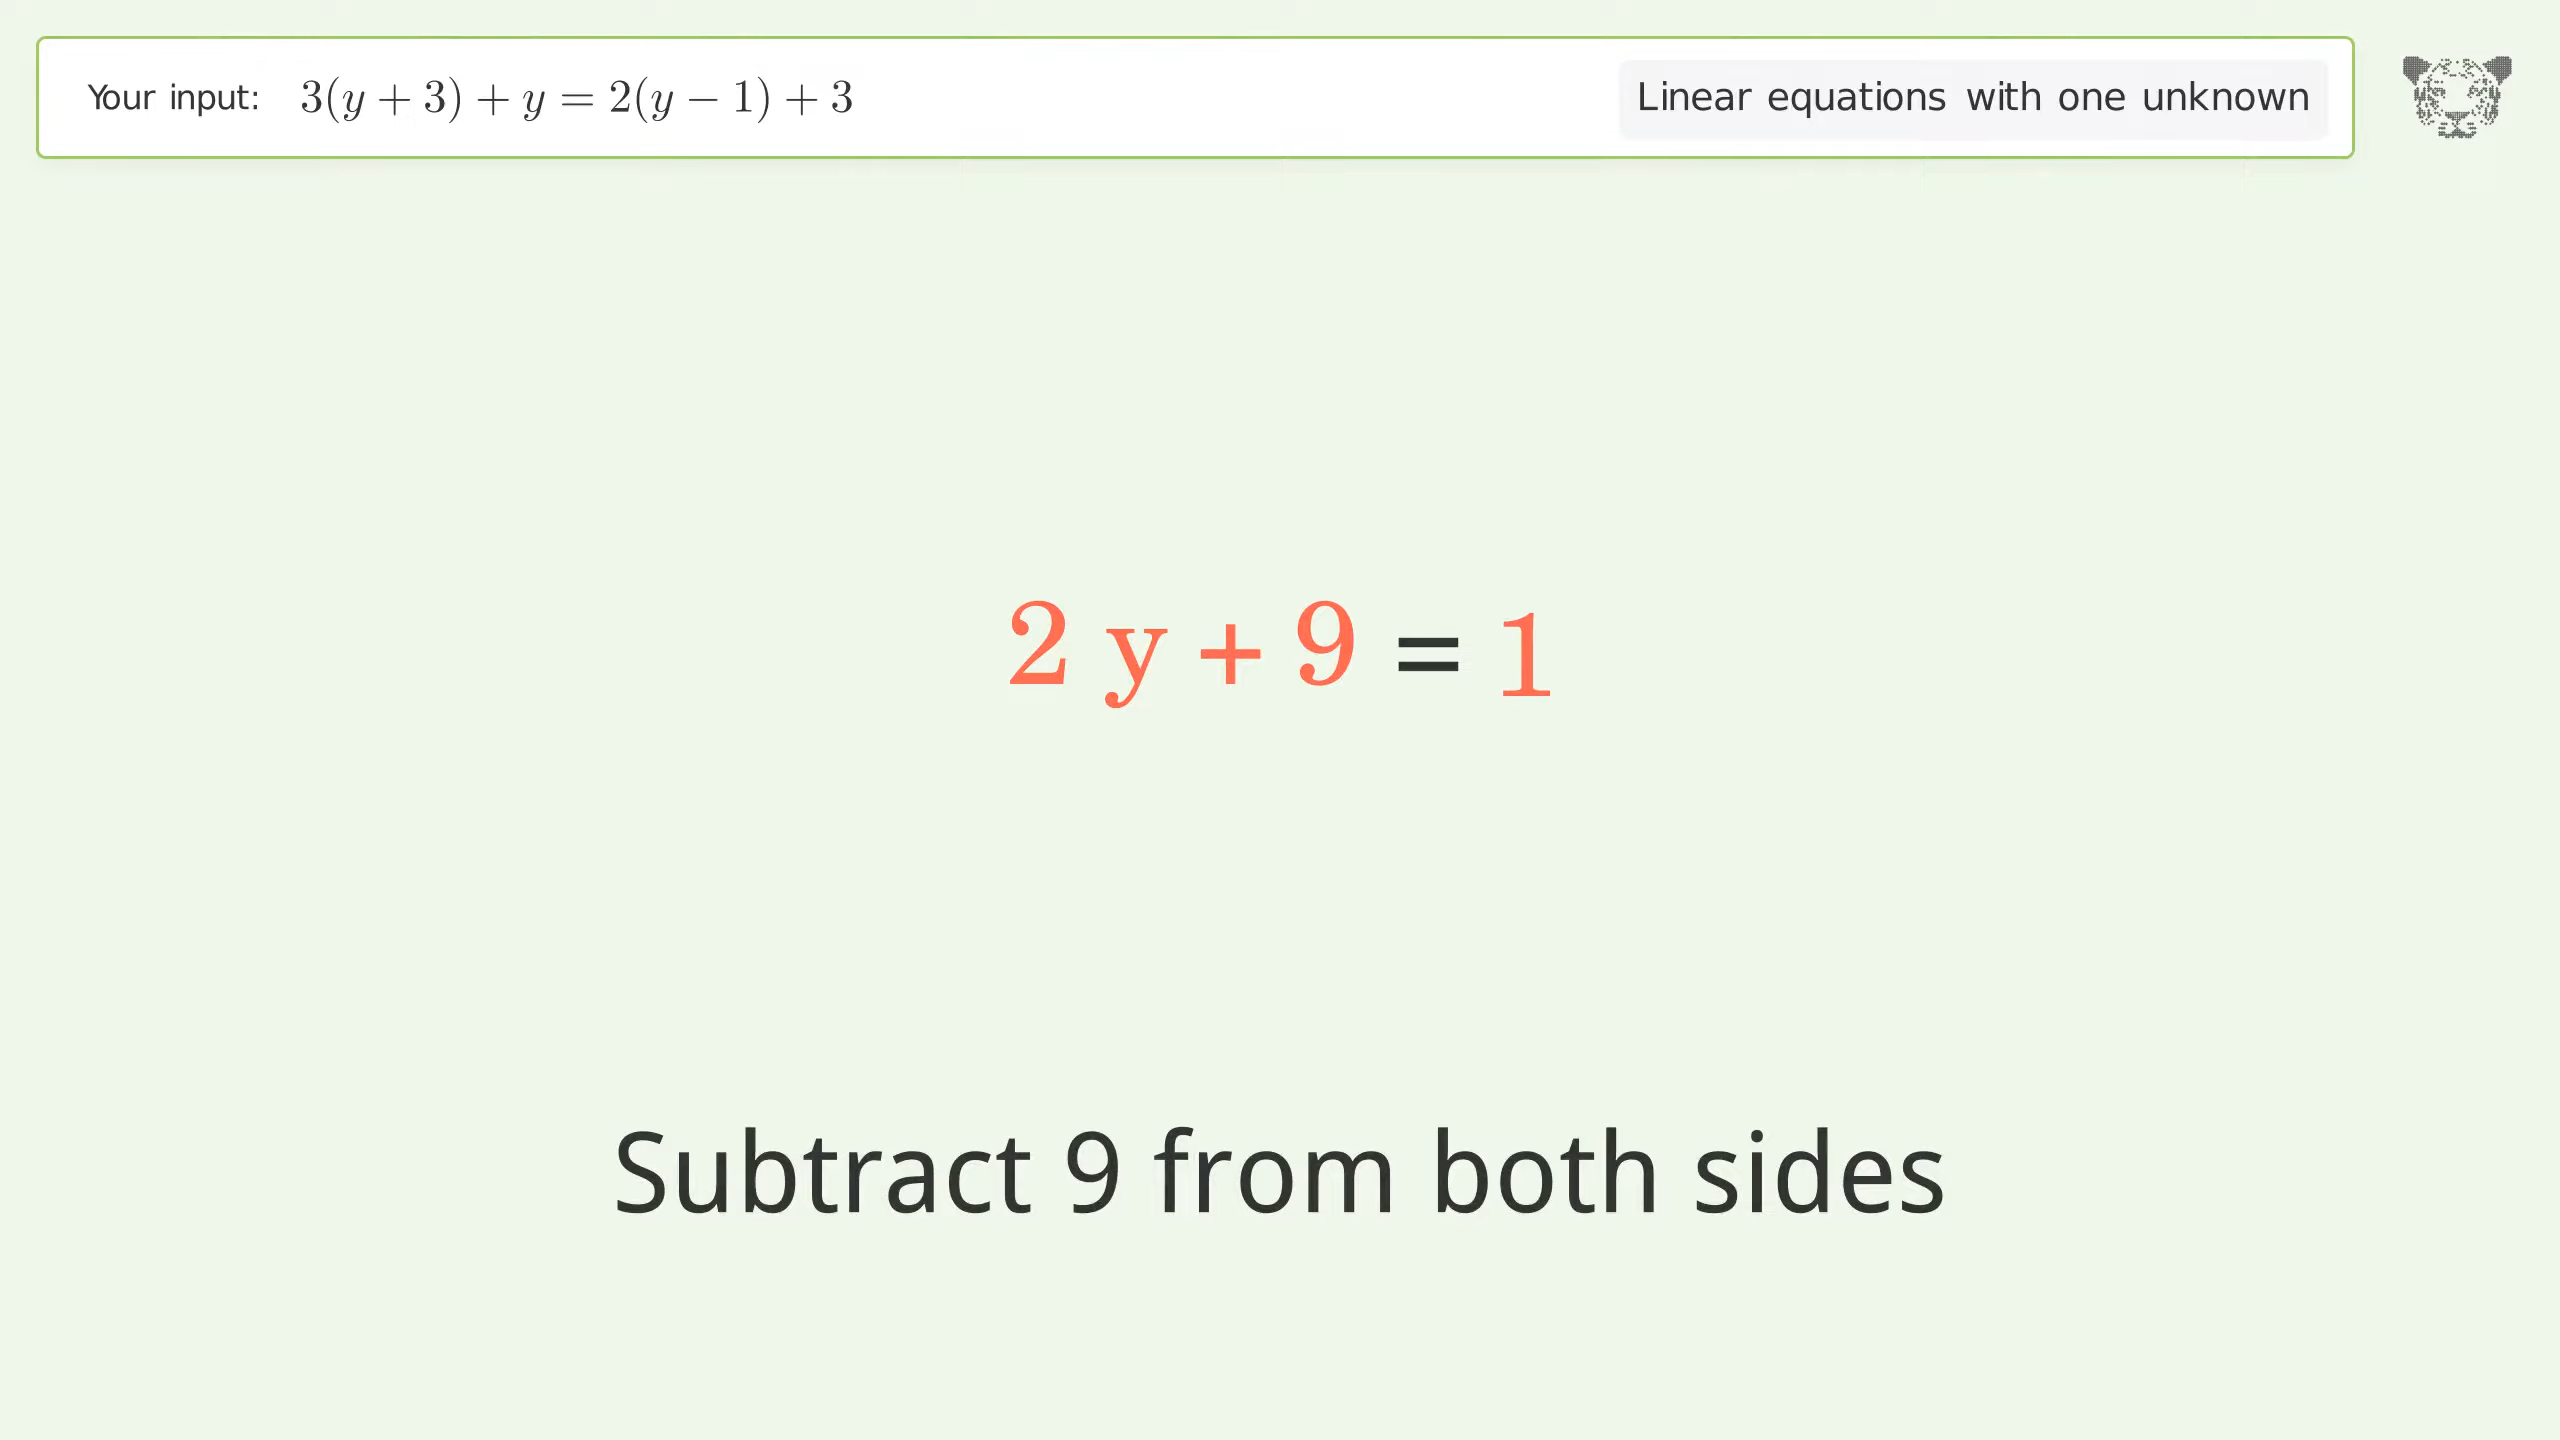 Your input: 3(y + 3) + y = 2(y − 1) + 3 Linear equations with one unknown
2 y + 9 = 1
Subtract 9 from both sides